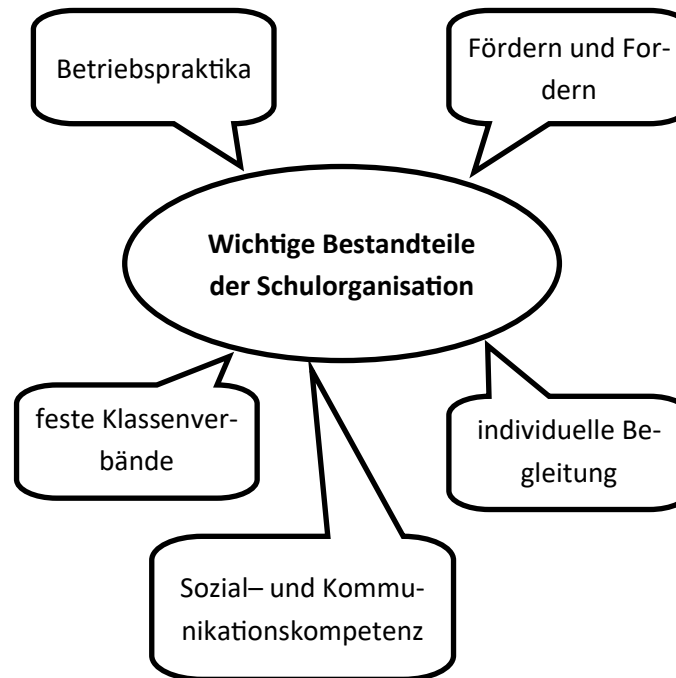 Betriebspraktika
Fördern und For-
dern
Wichtige Bestandteile
der Schulorganisation
feste Klassenver-
bände
individuelle Be-
gleitung
Sozial– und Kommu-
nikationskompetenz